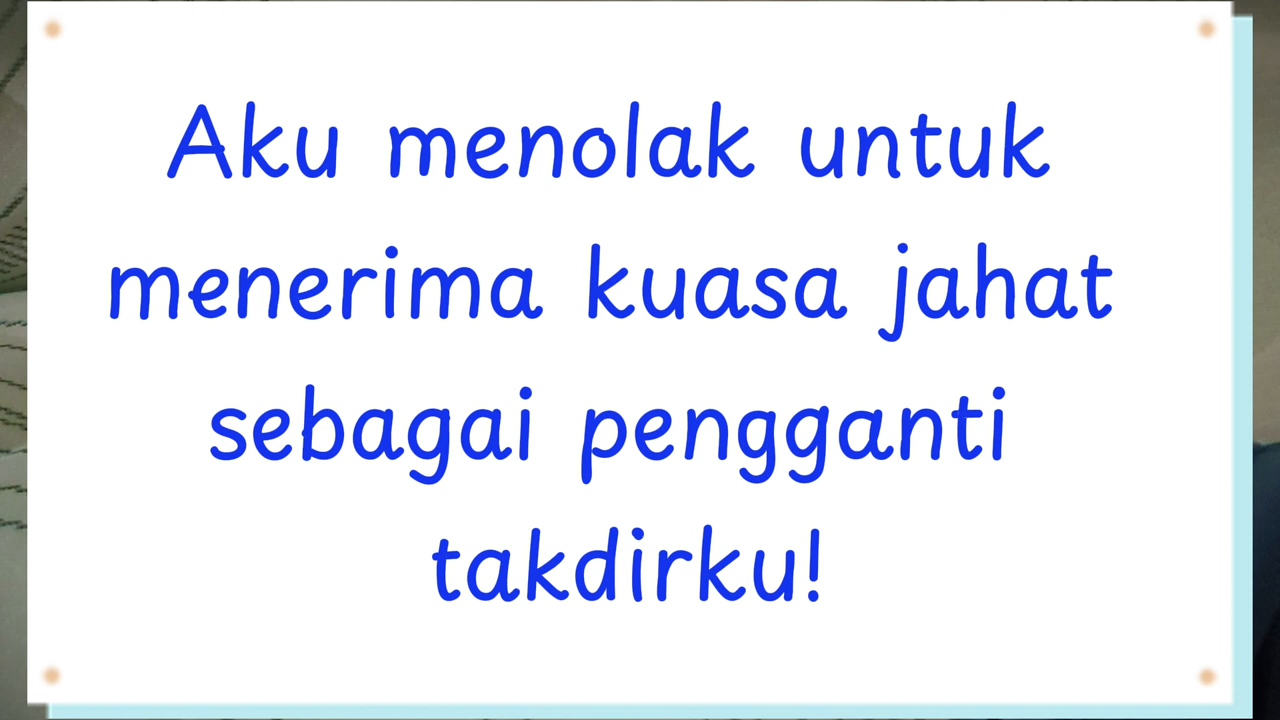 Aku menolak untuk
menerima kuasa jahat
sebagai pengganti
takdirku!